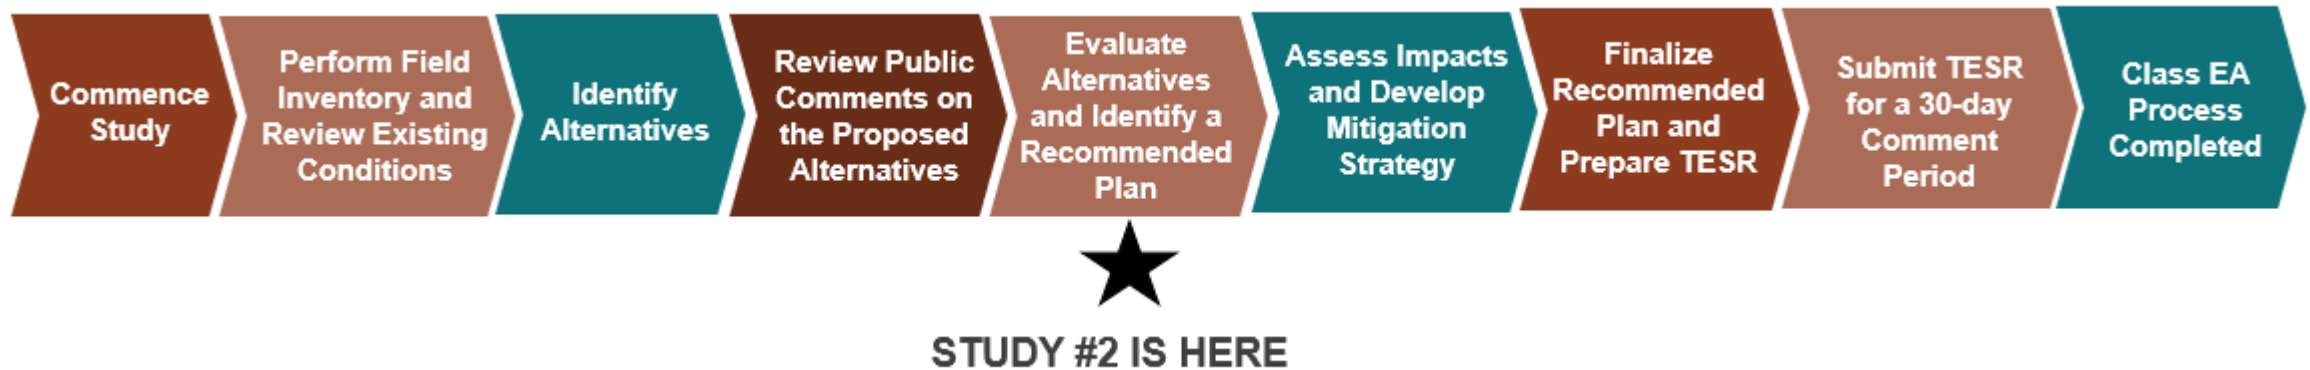 Commence
Study
Perform Field
Inventory and
Review Existing
Conditions
Identify
Alternatives
Review Public
Comments on
the Proposed
Alternatives
Evaluate
Alternatives
and Identify a
Recommended
Plan
Assess Impacts
and Develop
Mitigation
Strategy
Finalize
Recommended
Plan and
Prepare TESR
Submit TESR
for a 30-day
Comment
Period
Class EA
Process
Completed
STUDY #2 IS HERE